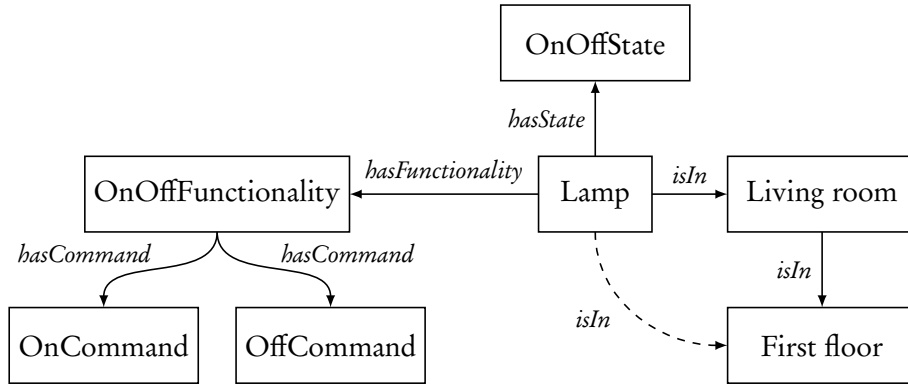 OnOffState
hasState
hasFunctionality
OnOffFunctionality
Lamp
isIn
Living room
hasCommand
hasCommand
isIn
isIn
OnCommand
OffCommand
First floor